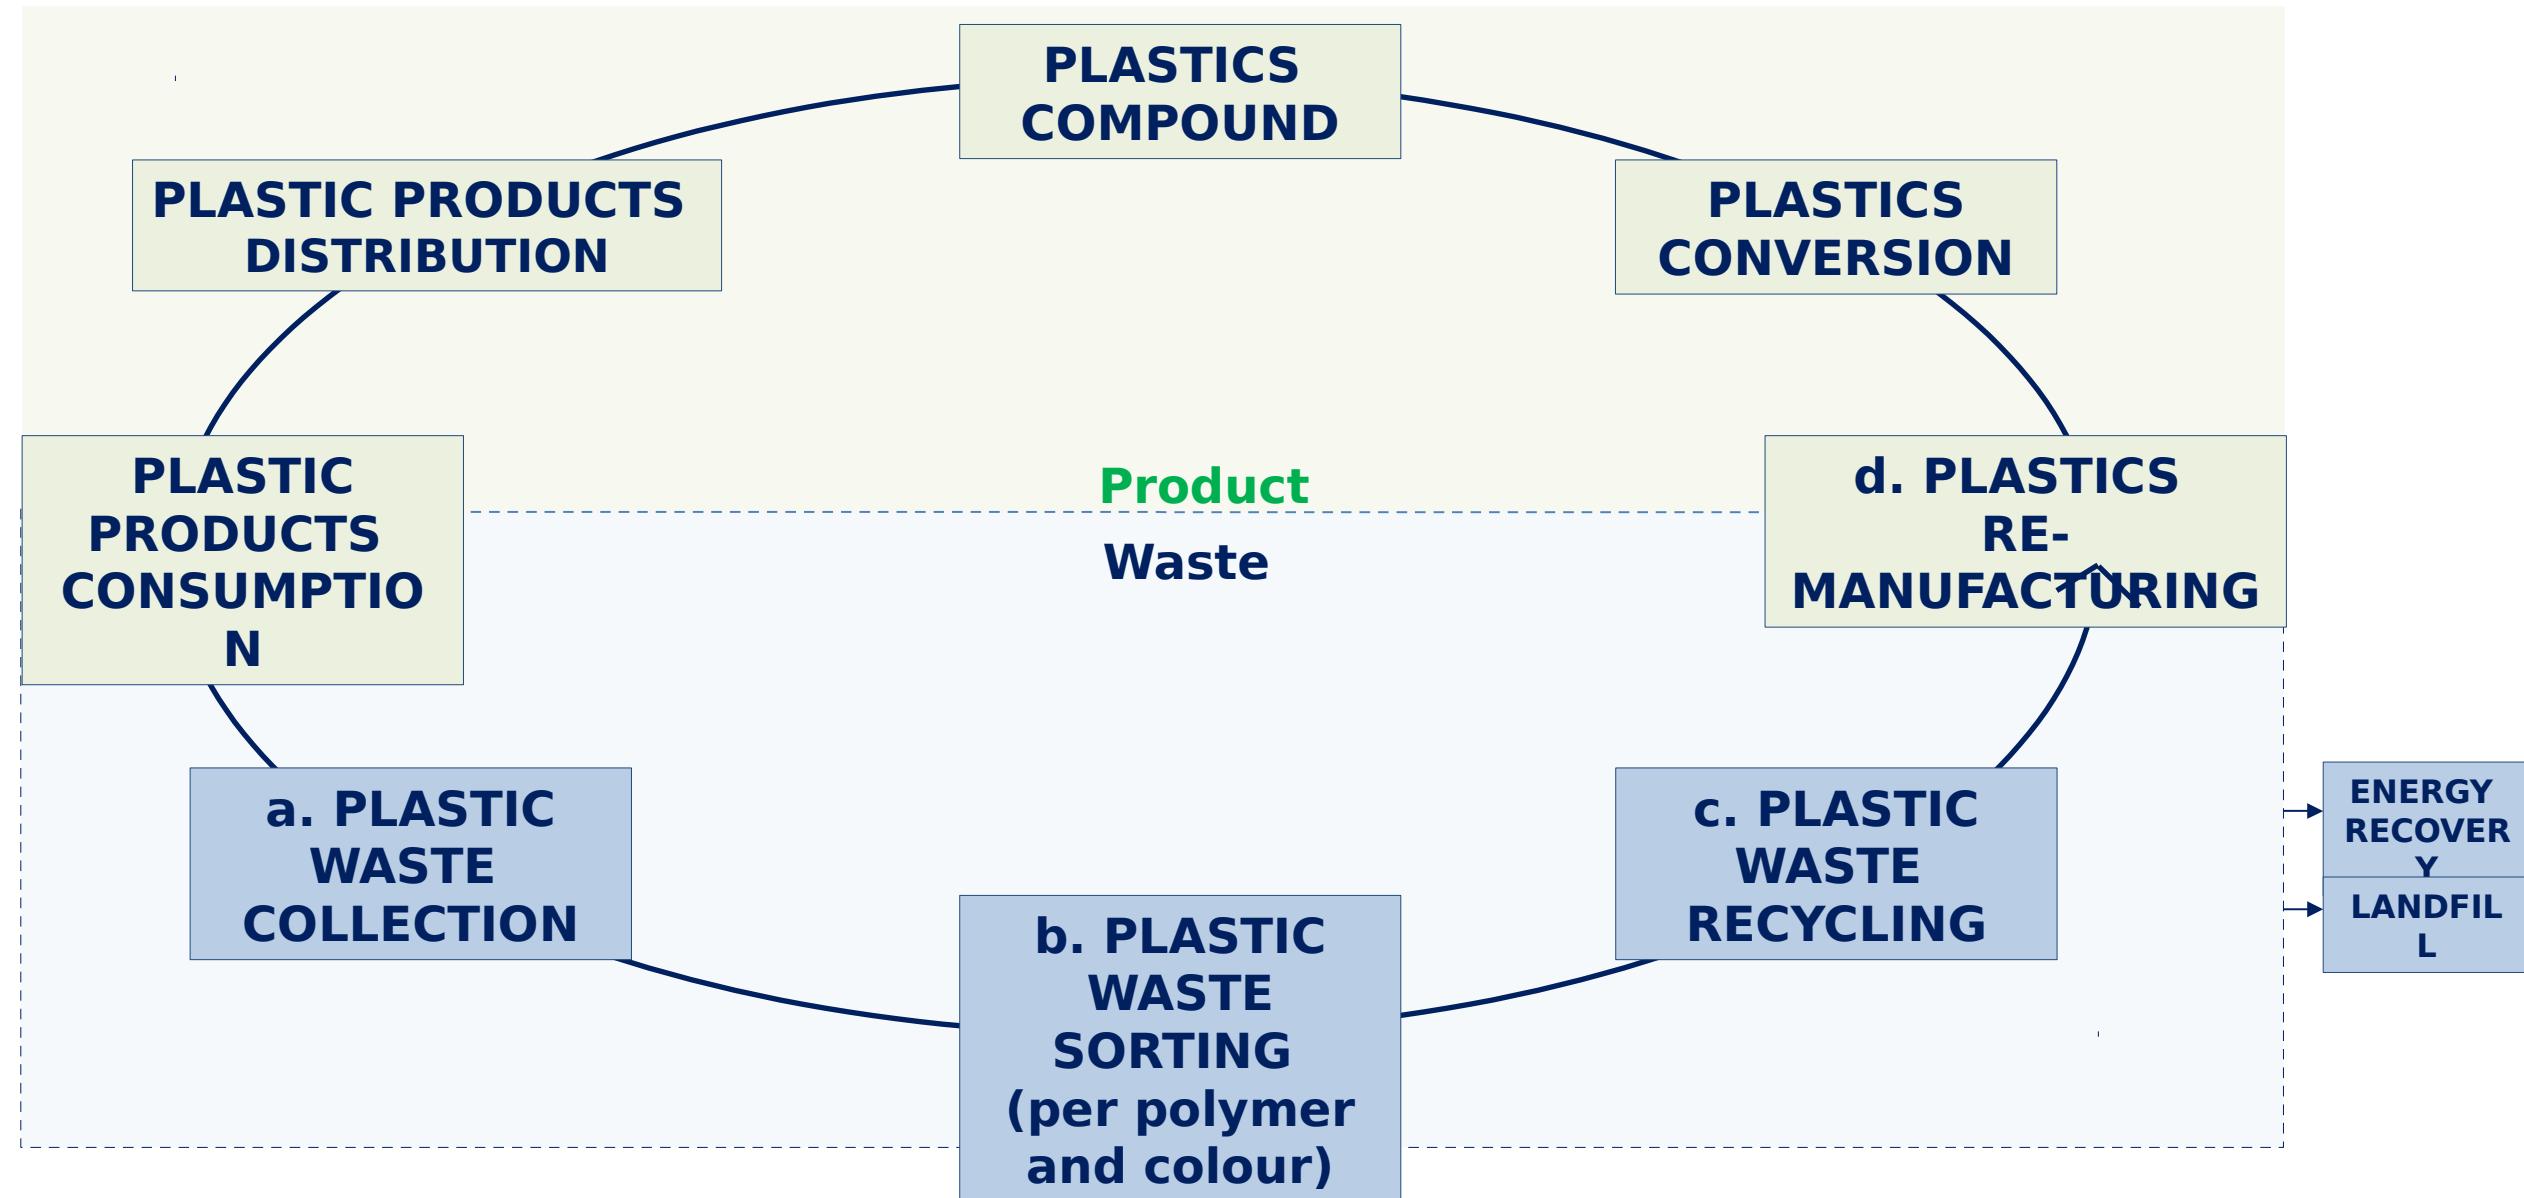 PLASTICS
COMPOUND
PLASTIC PRODUCTS
DISTRIBUTION
PLASTICS
CONVERSION
PLASTIC
PRODUCTS
CONSUMPTIO
N
Product
Waste
d. PLASTICS
RE-
MANUFACTURING
a. PLASTIC
WASTE
COLLECTION
b. PLASTIC
WASTE
SORTING
(per polymer
and colour)
c. PLASTIC
WASTE
RECYCLING
ENERGY
RECOVER
Y
LANDFIL
L